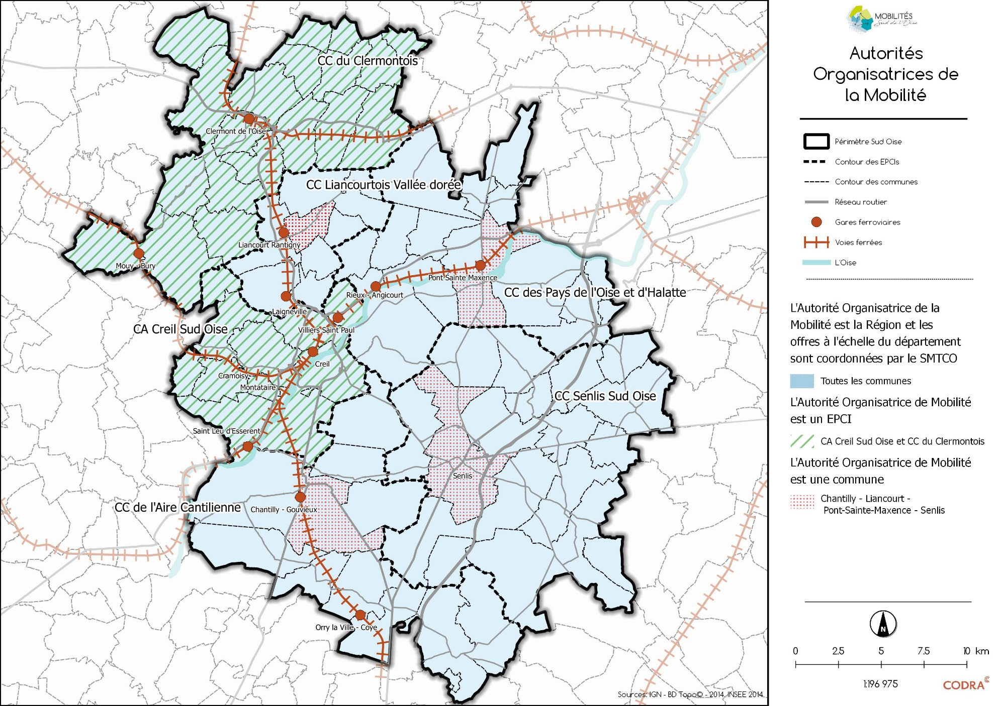 MOBILITÉS
Sud de l'Oise
Autorités
Organisatrices de
la Mobilité
Périmètre Sud Oise
Contour des EPCIs
Contour des communes
Réseau routier
Gares ferroviaires
Voies ferrées
L'Oise
L'Autorité Organisatrice de la
Mobilité est la Région et les
offres à l'échelle du département
sont coordonnées par le SMTCO
Toutes les communes
L'Autorité Organisatrice de Mobilité
est un EPCI
CA Creil Sud Oise et CC du Clermontois
L'Autorité Organisatrice de Mobilité
est une commune
Chantilly - Liancourt -
Pont-Sainte-Maxence - Senlis
N
0 2.5 5 7.5 10 km
1:196 975
CODRA
CC du Clermontois
Clermont de l'Oise
CC Liancourtois Vallée dorée
Liancourt Rantigny
Mouy - Bury
Pont Sainte Maxence
CC des Pays de l'Oise et d'Halatte
Rieux - Angicourt
Laigneville
CA Creil Sud Oise
Villiers Saint Paul
Creil
Cramoisy
Montataire
CC Senlis Sud Oise
Saint Leu d'Esserent
Senlis
CC de l'Aire Cantilienne
Chantilly - Gouvieux
Orry la Ville - Coye
Sources: IGN - BD Topo© - 2014, INSEE 2014